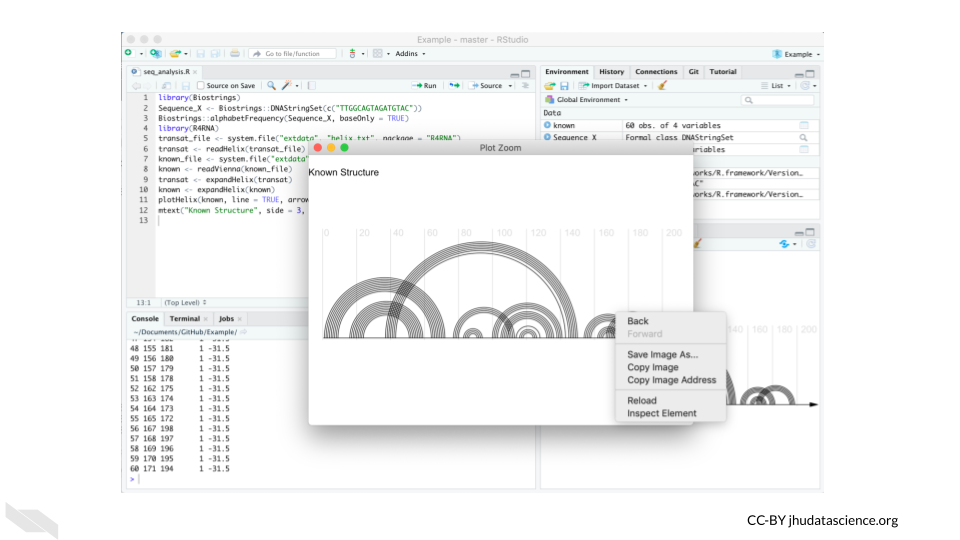 Example - master - RStudio
Go to file/function
Addins
Example
seq_analysis.R ×
Source on Save
Run
Source
1 library(Biostrings)
2 Sequence_X <- Biostrings::DNAStringSet(c("TTGGCAGTAGATGTAC"))
3 Biostrings::alphabetFrequency(Sequence_X, baseOnly = TRUE)
4 library(R4RNA)
5 transat_file <- system.file("extdata", "helix.txt", package = "R4RNA")
6 transat <- readHelix(transat_file)
7 known_file <- system.file("extdata"
8 known <- readVienna(known_file)
9 transat <- expandHelix(transat)
10 known <- expandHelix(known)
11 plotHelix(known, line = TRUE, arrow
12 mtext("Known Structure", side = 3,
13
13:1 (Top Level)
Console Terminal × Jobs ×
~/Documents/GitHub/Example/
48 155 181 1 -31.5
49 156 180 1 -31.5
50 157 179 1 -31.5
51 158 178 1 -31.5
52 162 175 1 -31.5
53 163 174 1 -31.5
54 164 173 1 -31.5
55 165 172 1 -31.5
56 167 198 1 -31.5
57 168 197 1 -31.5
58 169 196 1 -31.5
59 170 195 1 -31.5
60 171 194 1 -31.5
>
Environment History Connections Git Tutorial
Import Dataset
List
Global Environment
Data
known 60 obs. of 4 variables
Sequence_X Formal class DNAStringSet
variables
orks/R.framework/Version…
C"
orks/R.framework/Version…
Plot Zoom
Known Structure
0 20 40 60 80 100 120 140 160 180 200
Back
Forward
Save Image As...
Copy Image
Copy Image Address
Reload
Inspect Element
140 160 180 200
CC-BY jhudatascience.org